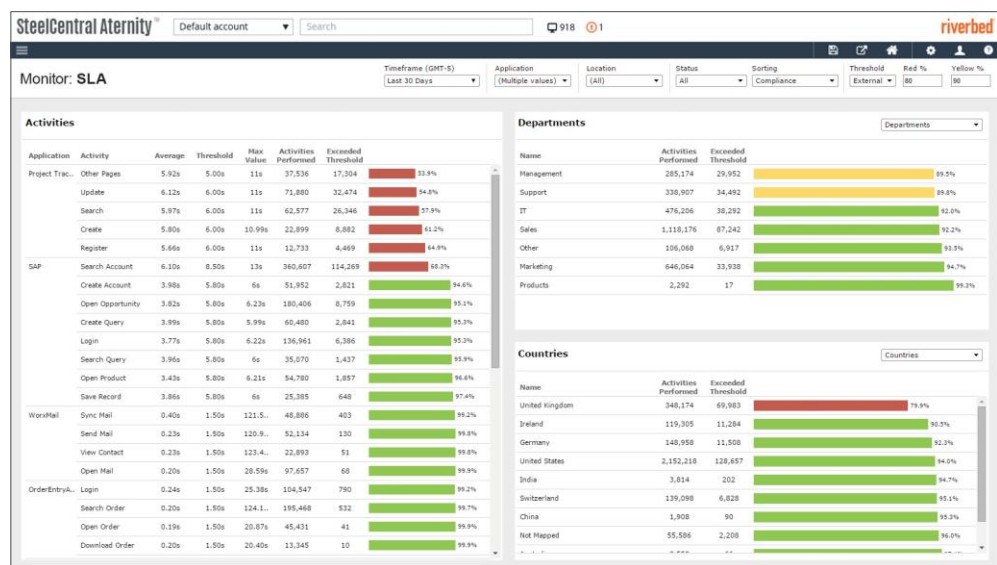 SteelCentral Aternity Default account Search 918 1 riverbed
Monitor: SLA
Timeframe (GMT-5) Application Location Status Sorting Threshold Red % Yellow %
Last 30 Days (Multiple values) (All) All Compliance External 80 90
Activities
Application Activity Average Threshold Max Value Activities Performed Exceeded Threshold
Project Trac.. Other Pages 5.92s 5.00s 11s 37,536 17,304 53.9%
Update 6.12s 6.00s 11s 71,880 32,474 54.8%
Search 5.97s 6.00s 11s 62,577 26,346 57.9%
Create 5.80s 6.00s 10.99s 22,899 8,882 61.2%
Register 5.66s 6.00s 11s 12,733 4,469 64.9%
SAP Search Account 6.10s 8.50s 13s 360,607 114,269 68.3%
Create Account 3.98s 5.80s 6s 51,952 2,821 94.6%
Open Opportunity 3.82s 5.80s 6.23s 180,406 8,759 95.1%
Create Query 3.99s 5.80s 5.99s 60,480 2,841 95.3%
Login 3.77s 5.80s 6.22s 136,961 6,386 95.3%
Search Query 3.96s 5.80s 6s 35,070 1,437 95.9%
Open Product 3.43s 5.80s 6.21s 54,780 1,857 96.6%
Save Record 3.86s 5.80s 6s 25,385 648 97.4%
WorxMail Sync Mail 0.40s 1.50s 121.5.. 48,886 403 99.2%
Send Mail 0.23s 1.50s 120.9.. 52,134 130 99.8%
View Contact 0.23s 1.50s 123.4.. 22,893 51 99.8%
Open Mail 0.20s 1.50s 28.59s 97,657 68 99.9%
OrderEntryA.. Login 0.24s 1.50s 25.38s 104,547 790 99.2%
Search Order 0.20s 1.50s 124.1.. 195,468 532 99.7%
Open Order 0.19s 1.50s 20.87s 45,431 41 99.9%
Download Order 0.20s 1.50s 20.40s 13,345 10 99.9%
Departments Departments
Name Activities Performed Exceeded Threshold
Management 285,174 29,952 89.5%
Support 338,907 34,492 89.8%
IT 476,206 38,292 92.0%
Sales 1,118,176 87,242 92.2%
Other 106,068 6,917 93.5%
Marketing 646,064 33,938 94.7%
Products 2,292 17 99.3%
Countries Countries
Name Activities Performed Exceeded Threshold
United Kingdom 348,174 69,983 79.9%
Ireland 119,305 11,284 90.5%
Germany 148,958 11,508 92.3%
United States 2,152,218 128,657 94.0%
India 3,814 202 94.7%
Switzerland 139,098 6,828 95.1%
China 1,908 90 95.3%
Not Mapped 55,586 2,208 96.0%